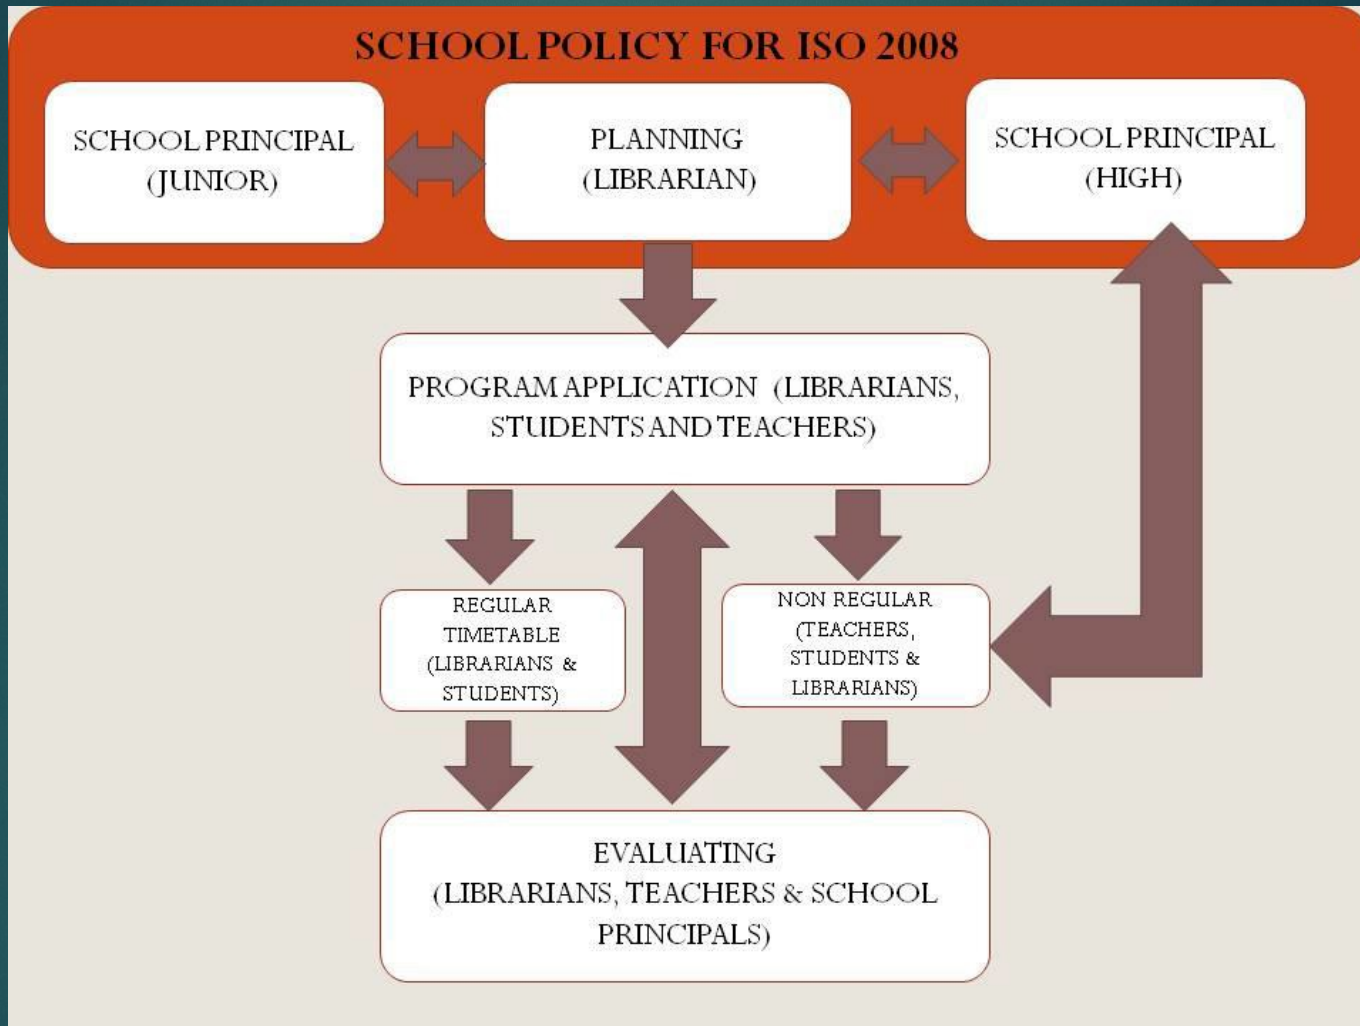 SCHOOL POLICY FOR ISO 2008
SCHOOL PRINCIPAL
(JUNIOR)
PLANNING
(LIBRARIAN)
SCHOOL PRINCIPAL
(HIGH)
PROGRAM APPLICATION (LIBRARIANS,
STUDENTS AND TEACHERS)
REGULAR
TIMETABLE
(LIBRARIANS &
STUDENTS)
NON REGULAR
(TEACHERS,
STUDENTS &
LIBRARIANS)
EVALUATING
(LIBRARIANS, TEACHERS & SCHOOL
PRINCIPALS)